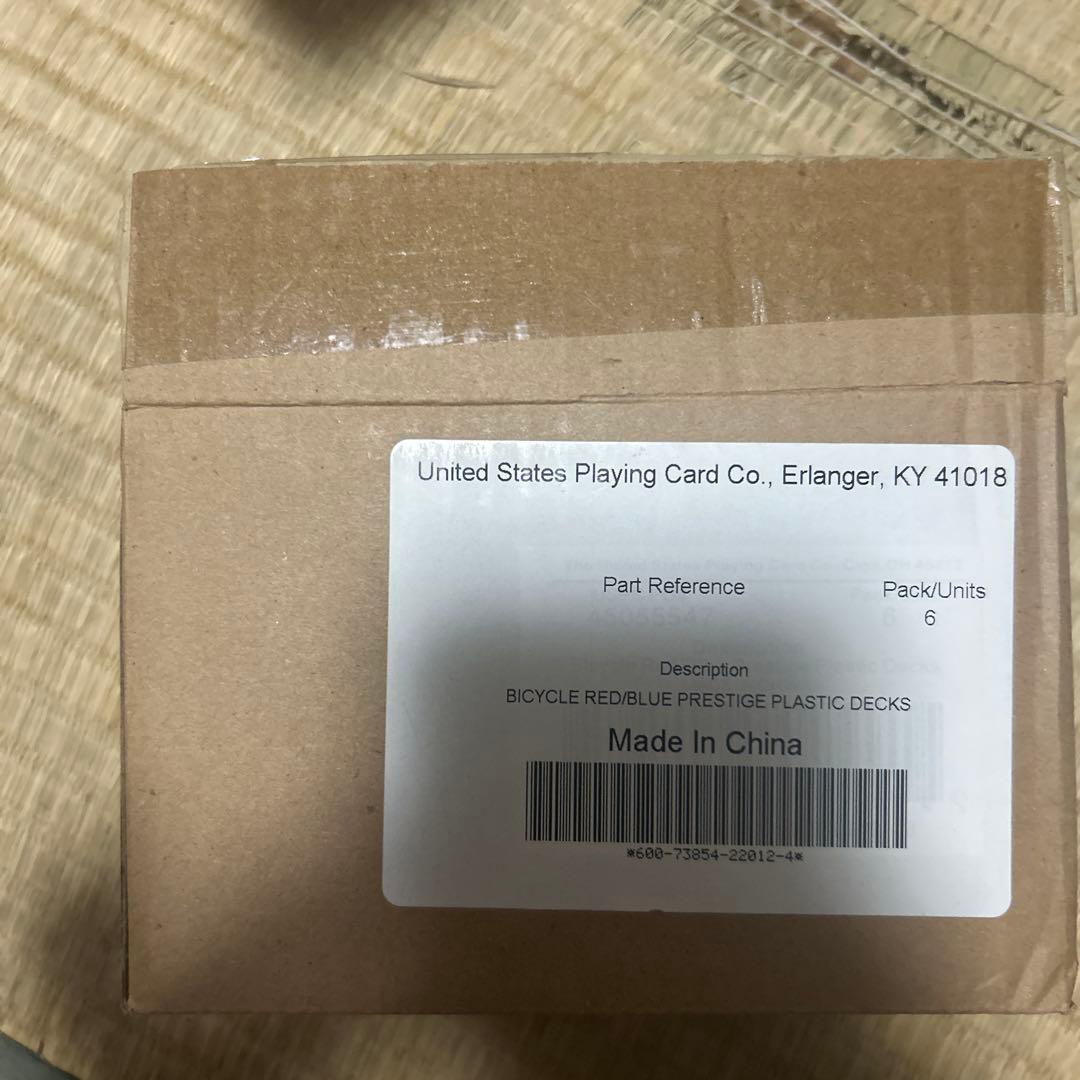 United States Playing Card Co., Erlanger, KY 41018
Part Reference
Pack/Units
6
Description
BICYCLE RED/BLUE PRESTIGE PLASTIC DECKS
Made In China
*600-73854-22012-4*